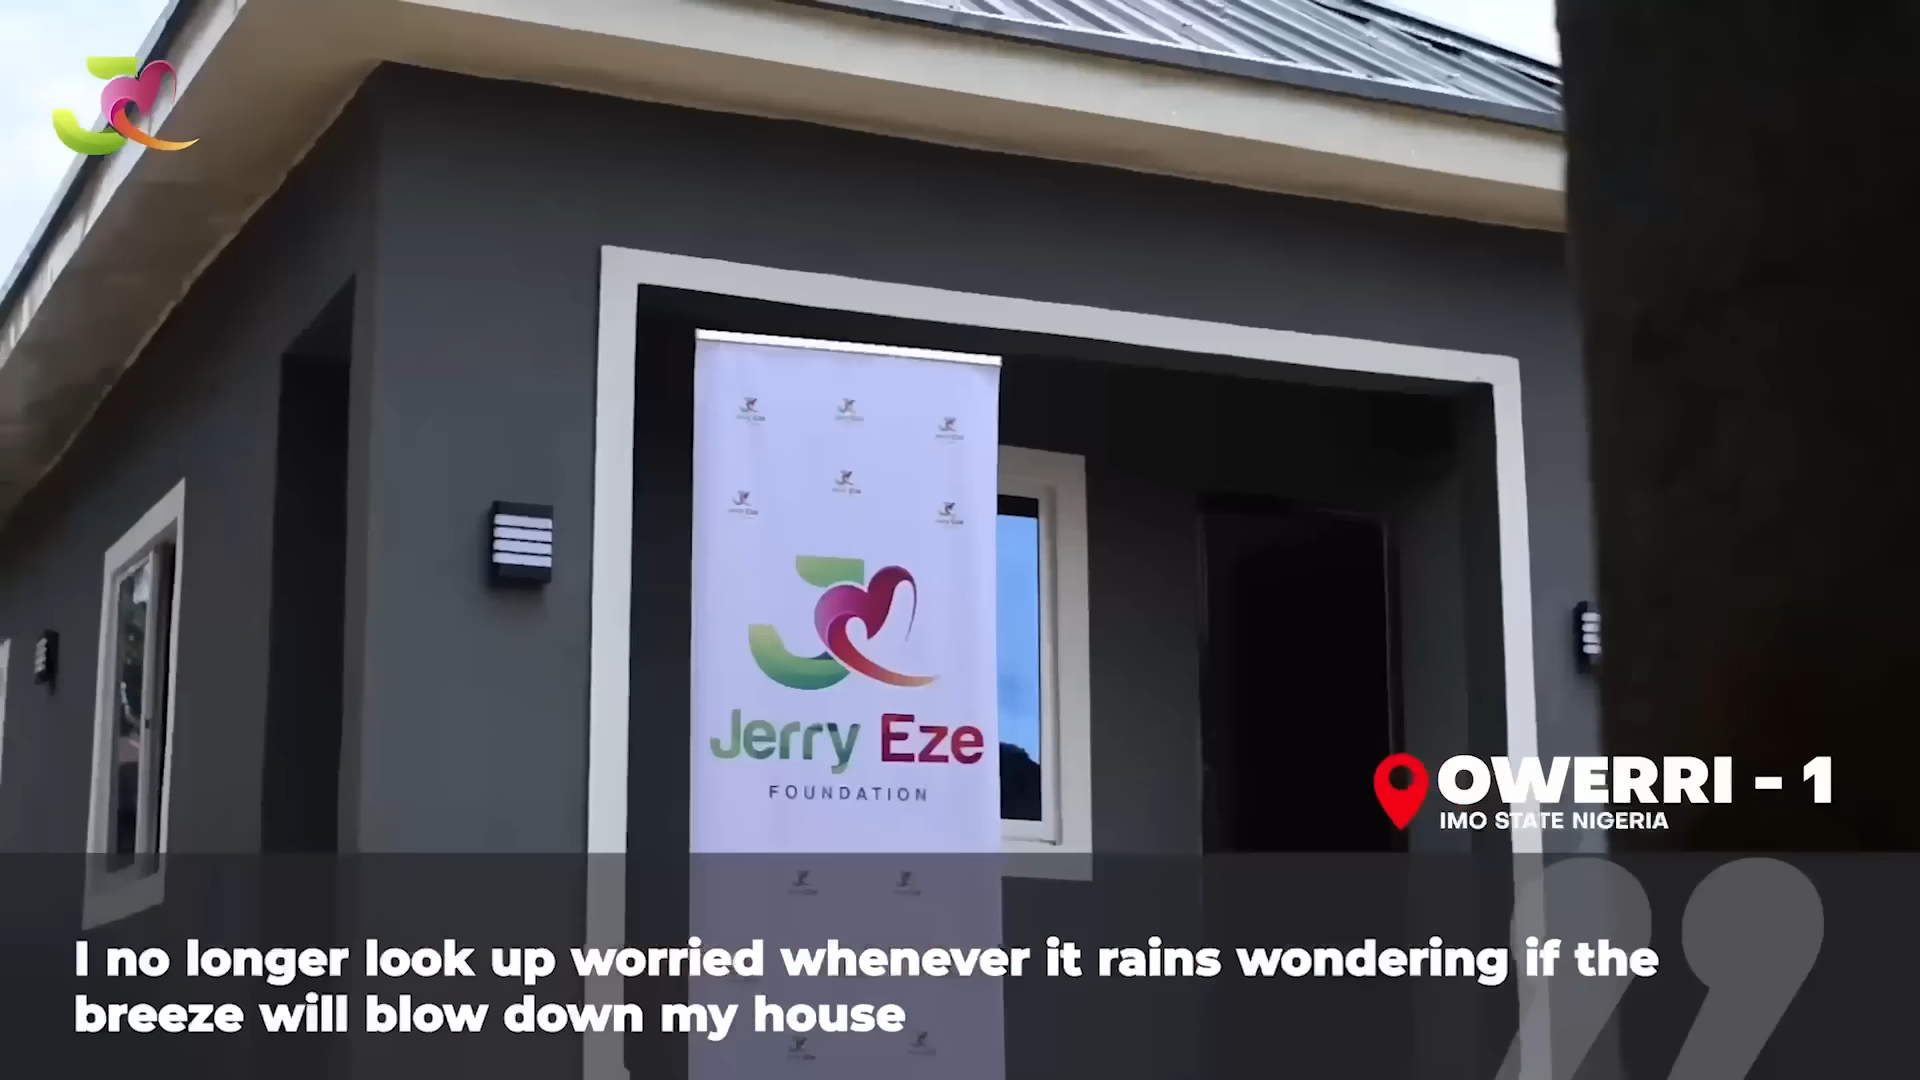 Jerry Eze
FOUNDATION
OWERRI - 1
IMO STATE NIGERIA
I no longer look up worried whenever it rains wondering if the
breeze will blow down my house